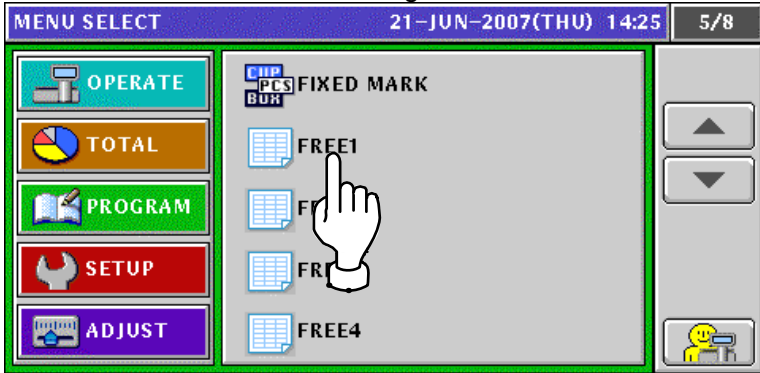 MENU SELECT 21-JUN-2007(THU) 14:25 5/8
OPERATE
TOTAL
PROGRAM
SETUP
ADJUST
CUP
PCS
BOX
FIXED MARK
FREE1
FREE4